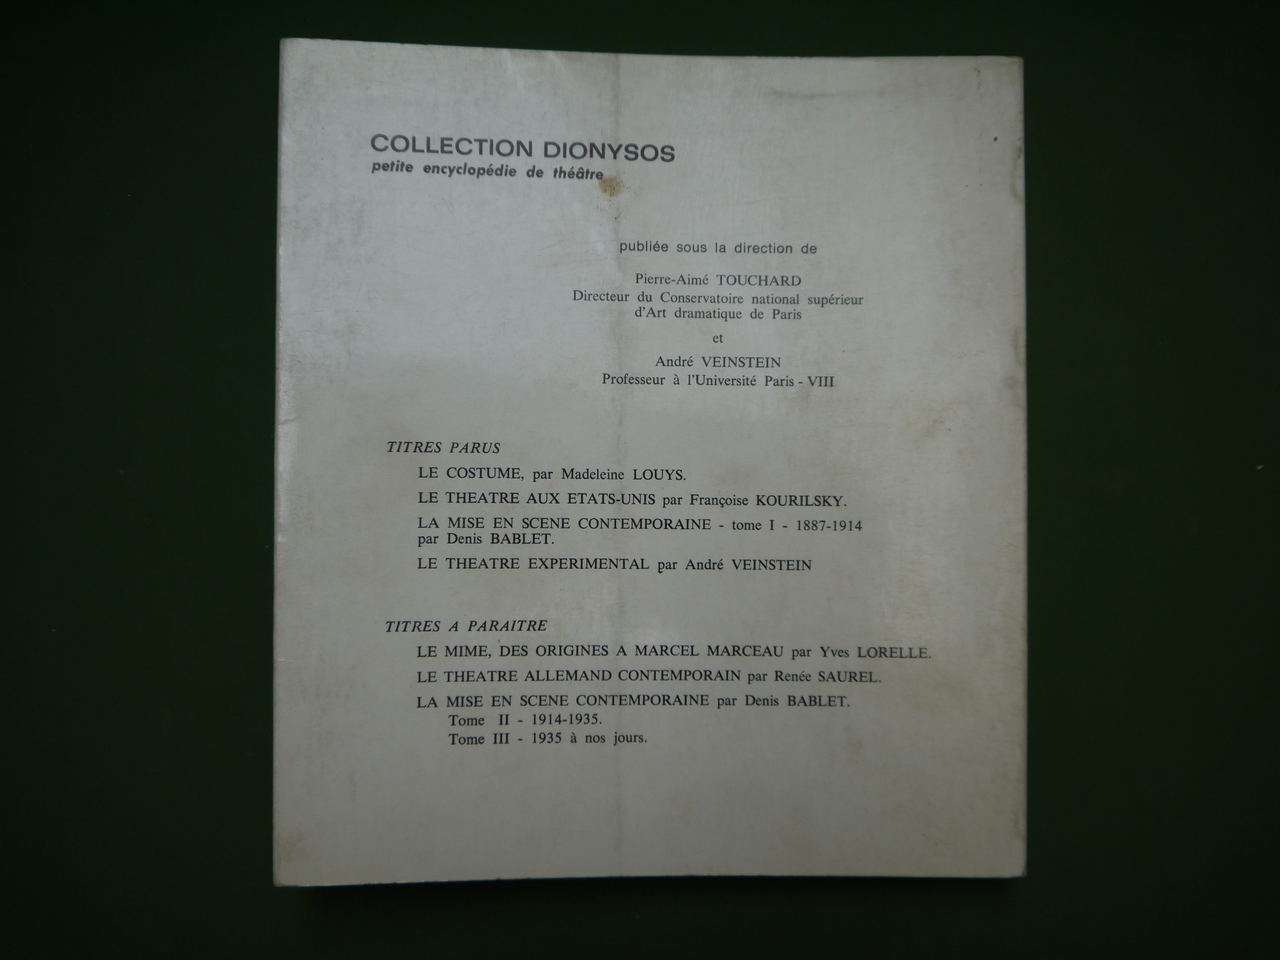 COLLECTION DIONYSOS
petite encyclopédie de théâtre
publiée sous la direction de
Pierre-Aimé TOUCHARD
Directeur du Conservatoire national supérieur
d'Art dramatique de Paris
et
André VEINSTEIN
Professeur à l'Université Paris - VIII
TITRES PARUS
LE COSTUME, par Madeleine LOUYS.
LE THEATRE AUX ETATS-UNIS par Françoise KOURILSKY.
LA MISE EN SCENE CONTEMPORAINE - tome I - 1887-1914
par Denis BABLET.
LE THEATRE EXPERIMENTAL par André VEINSTEIN
TITRES A PARAITRE
LE MIME, DES ORIGINES A MARCEL MARCEAU par Yves LORELLE.
LE THEATRE ALLEMAND CONTEMPORAIN par Renée SAUREL.
LA MISE EN SCENE CONTEMPORAINE par Denis BABLET.
Tome II - 1914-1935.
Tome III - 1935 à nos jours.